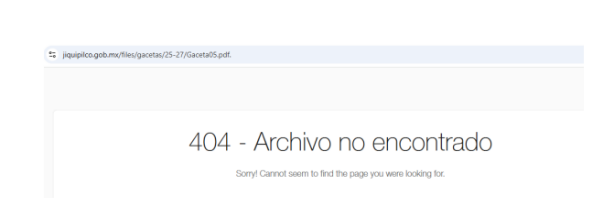 jiquipilco.gob.mx/files/gacetas/25-27/Gaceta05.pdf.
404 - Archivo no encontrado
Sorry! Cannot seem to find the page you were looking for.